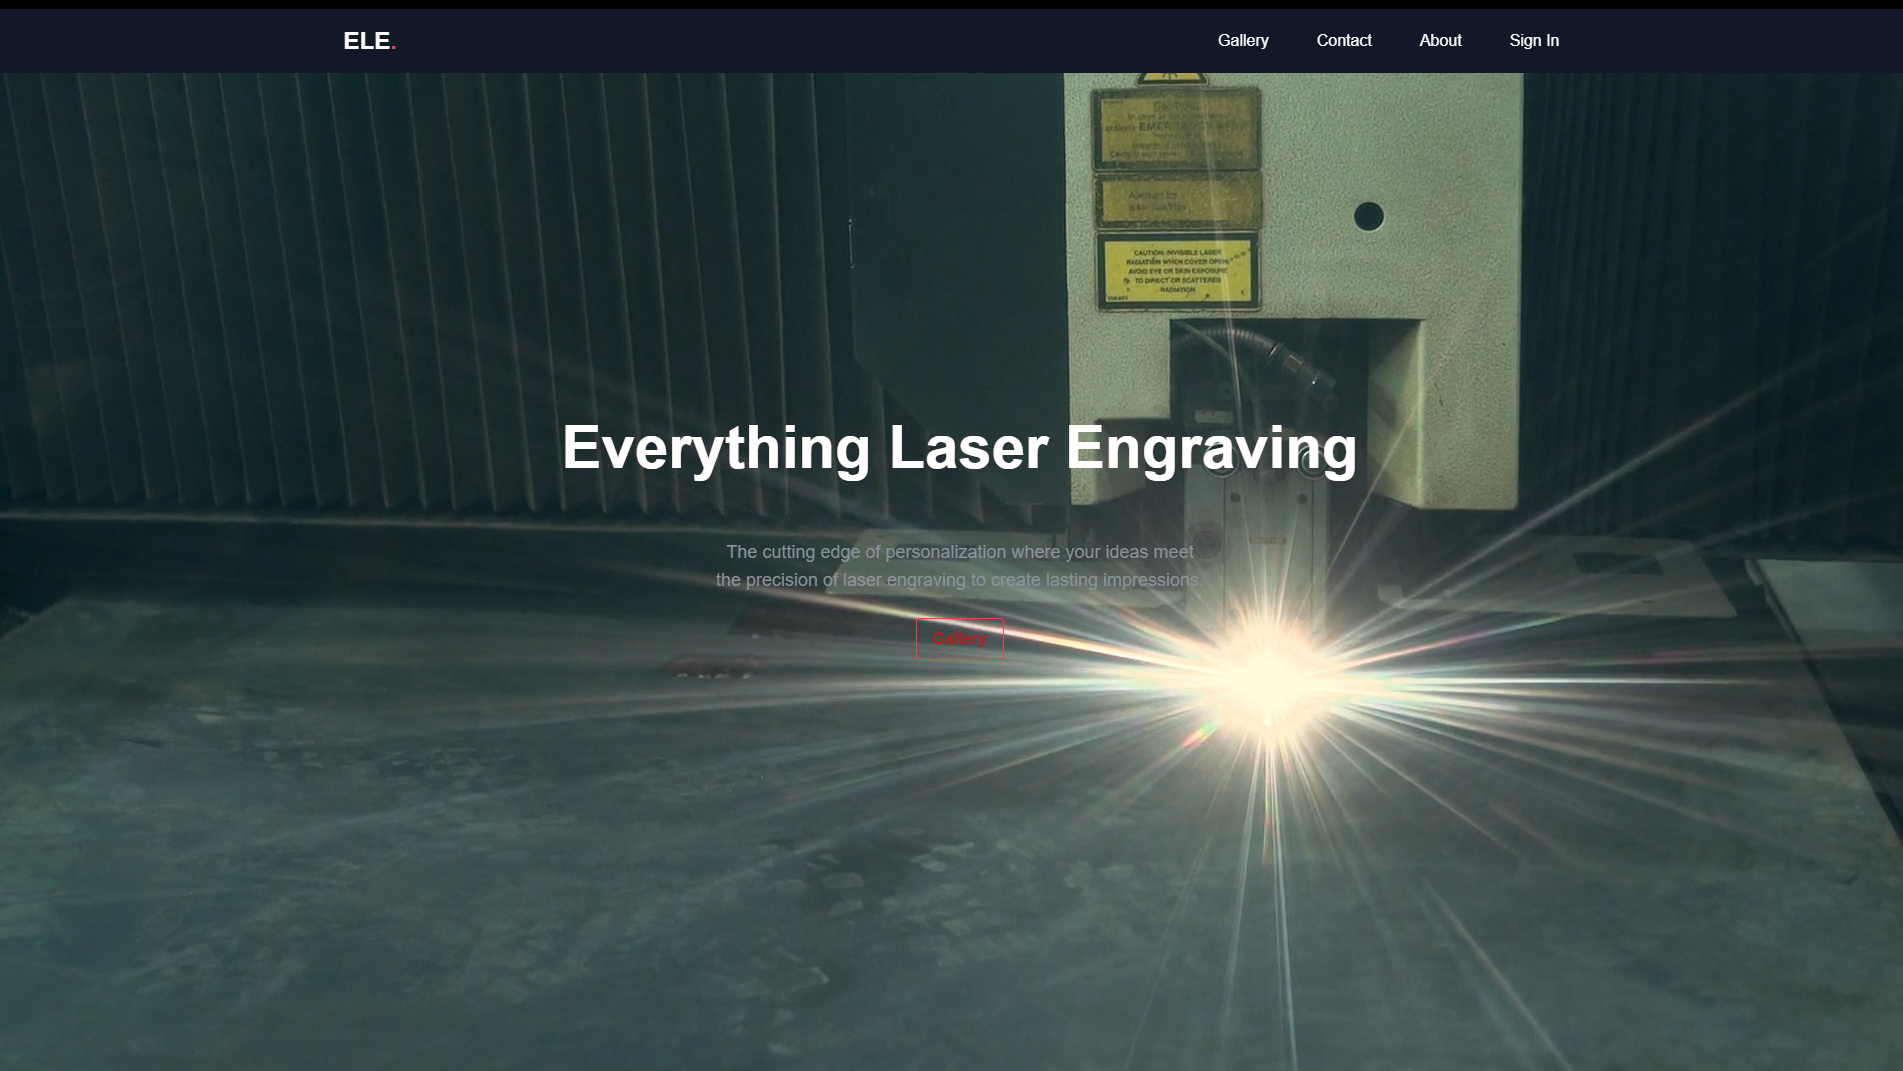 ELE.
Gallery
Contact
About
Sign In
CAUTION: INVISIBLE LASER
RADIATION WHEN COVER OPEN
AVOID EYE OR SKIN EXPOSURE
TO DIRECT OR SCATTERED
RADIATION
Everything Laser Engraving
The cutting edge of personalization where your ideas meet
the precision of laser engraving to create lasting impressions.
Gallery